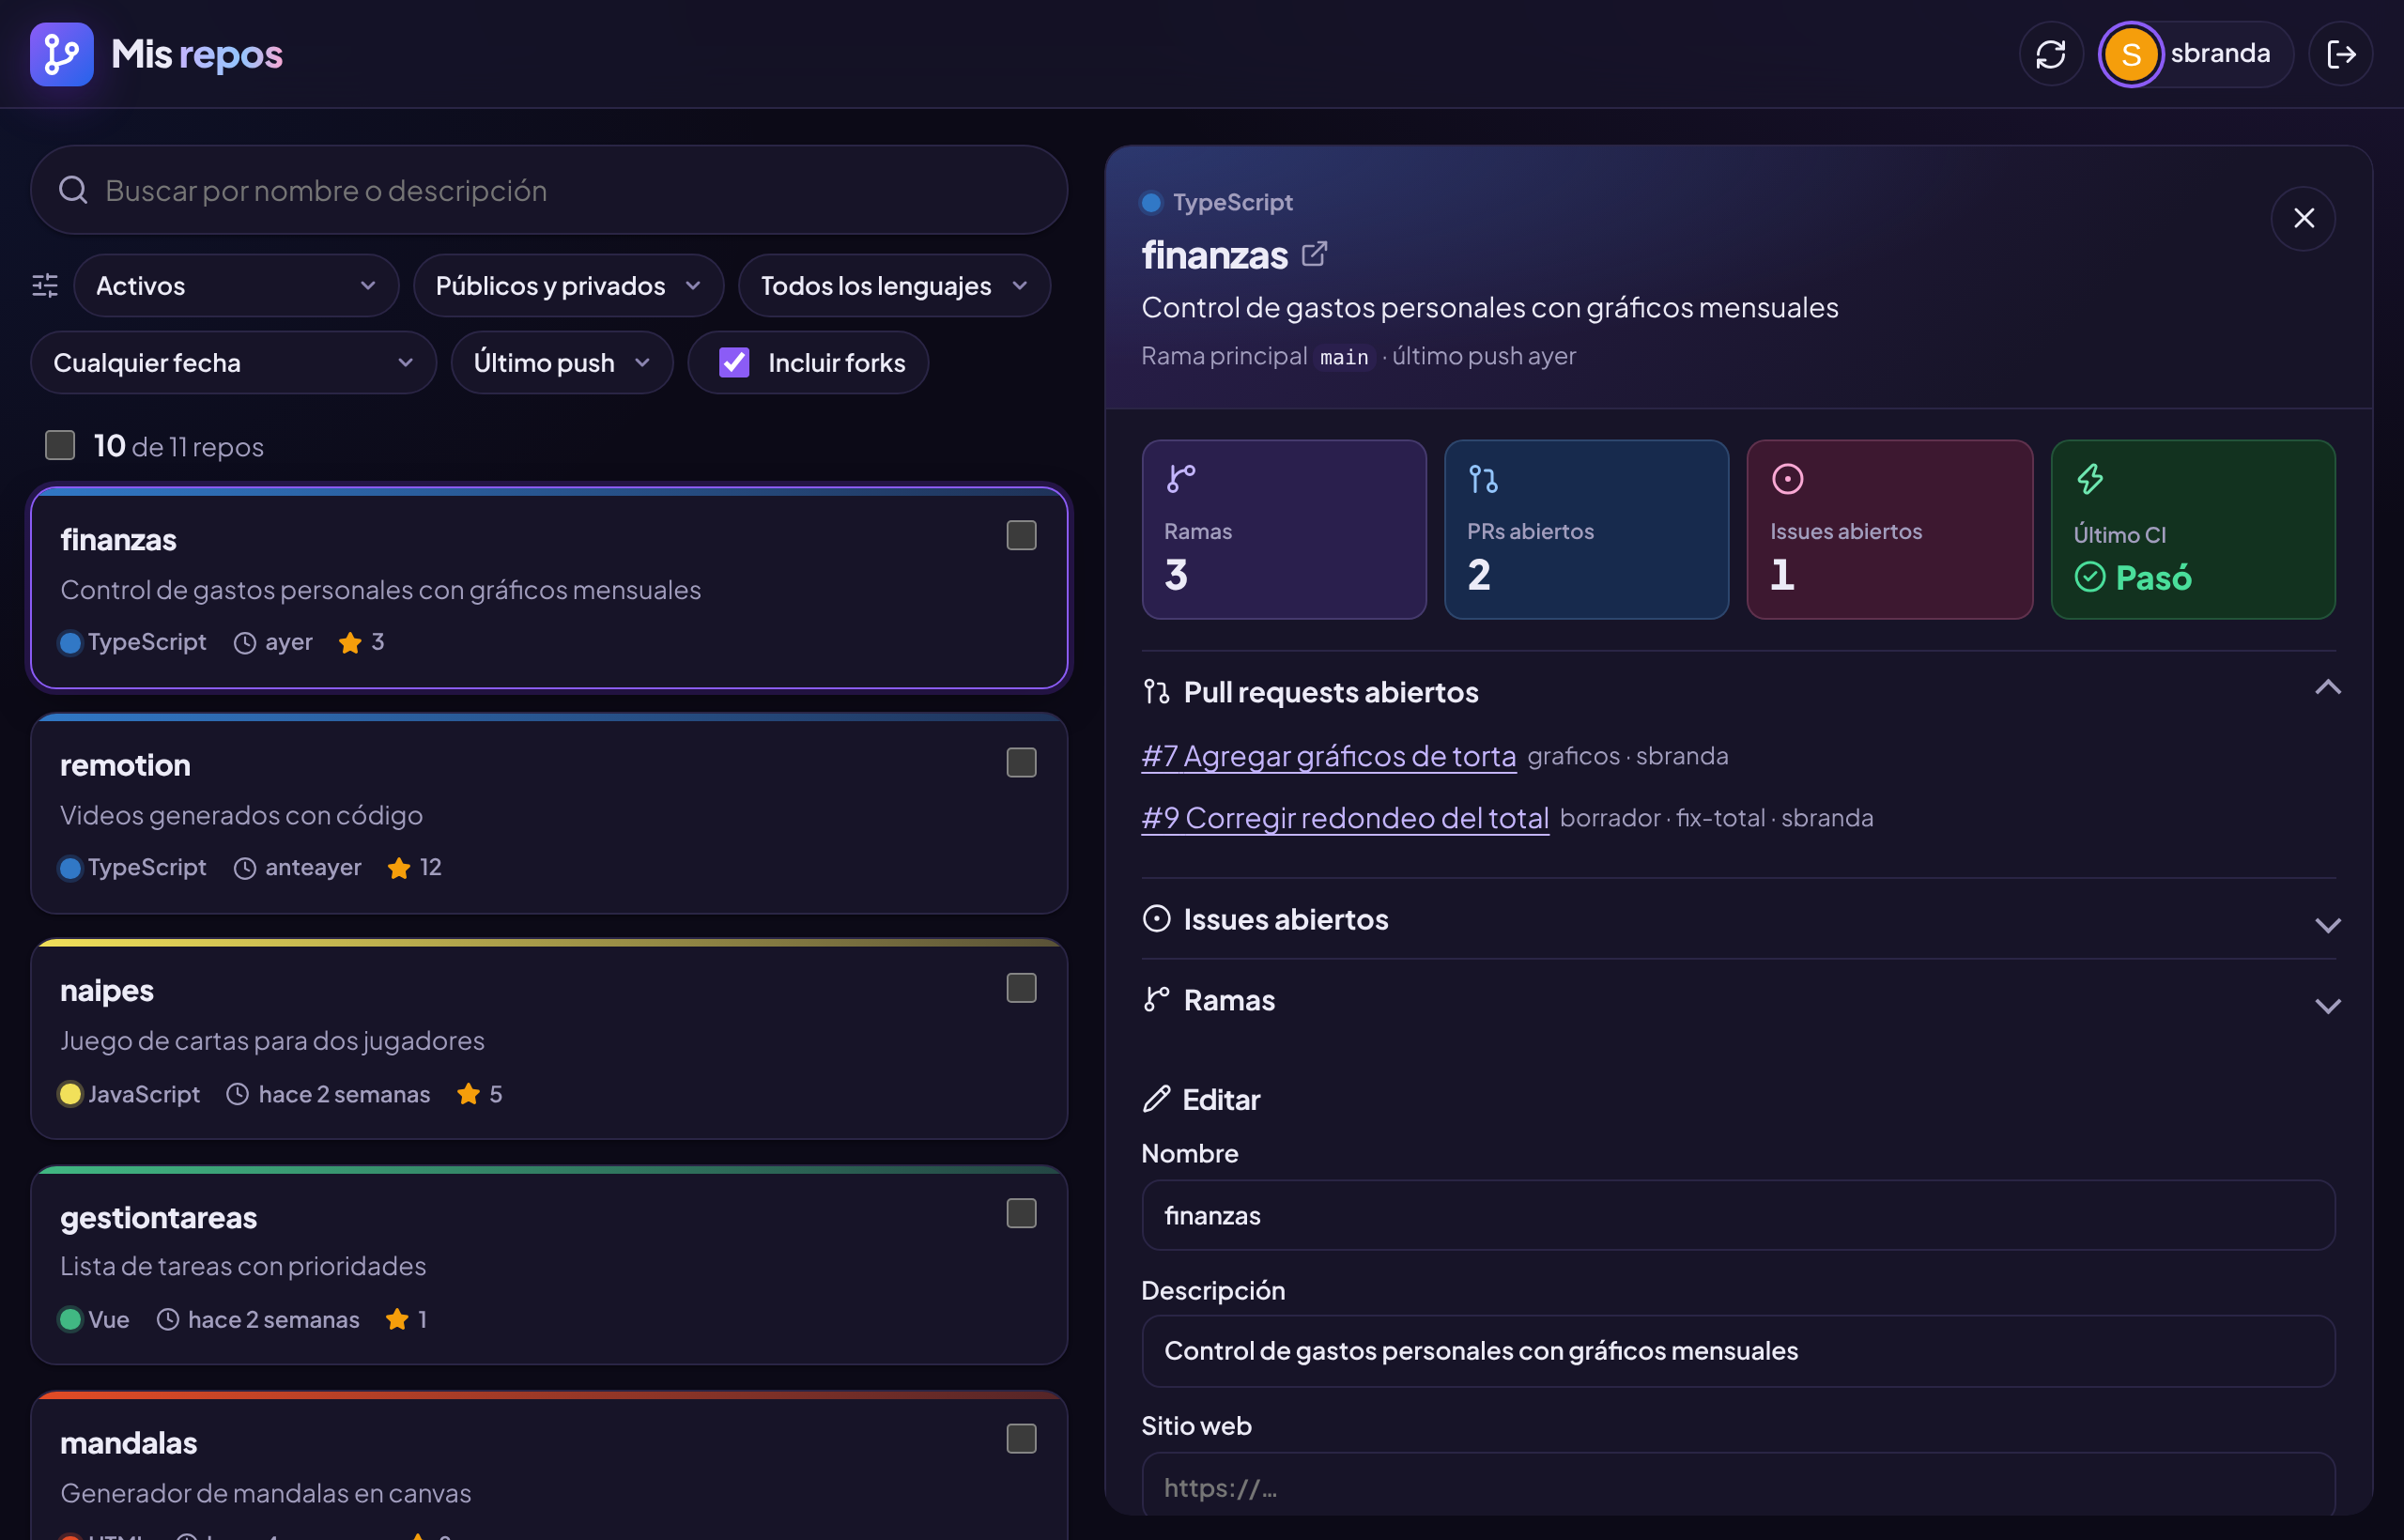 Mis repos
S sbranda
Buscar por nombre o descripción
Activos Públicos y privados Todos los lenguajes
Cualquier fecha Último push Incluir forks
10 de 11 repos
finanzas
Control de gastos personales con gráficos mensuales
TypeScript ayer 3
remotion
Videos generados con código
TypeScript anteayer 12
naipes
Juego de cartas para dos jugadores
JavaScript hace 2 semanas 5
gestiontareas
Lista de tareas con prioridades
Vue hace 2 semanas 1
mandalas
Generador de mandalas en canvas
TypeScript
finanzas
Control de gastos personales con gráficos mensuales
Rama principal main · último push ayer
Ramas
3
PRs abiertos
2
Issues abiertos
1
Último CI
Pasó
Pull requests abiertos
#7 Agregar gráficos de torta graficos · sbranda
#9 Corregir redondeo del total borrador · fix-total · sbranda
Issues abiertos
Ramas
Editar
Nombre
finanzas
Descripción
Control de gastos personales con gráficos mensuales
Sitio web
https://...